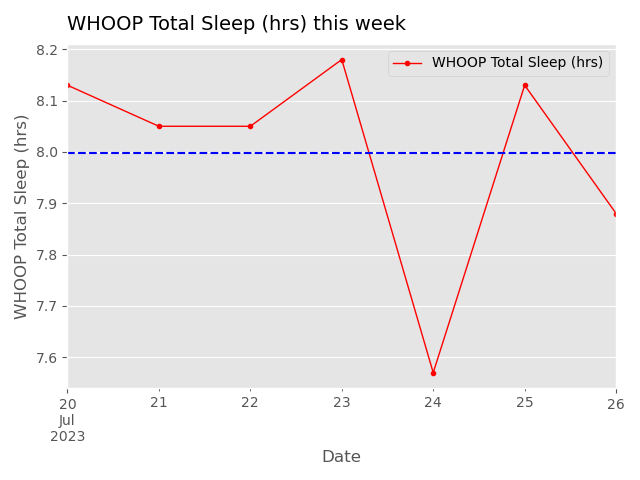 WHOOP Total Sleep (hrs) this week
WHOOP Total Sleep (hrs)
WHOOP Total Sleep (hrs)
8.2
8.1
8.0
7.9
7.8
7.7
7.6
20 21 22 23 24 25 26
Jul
2023
Date